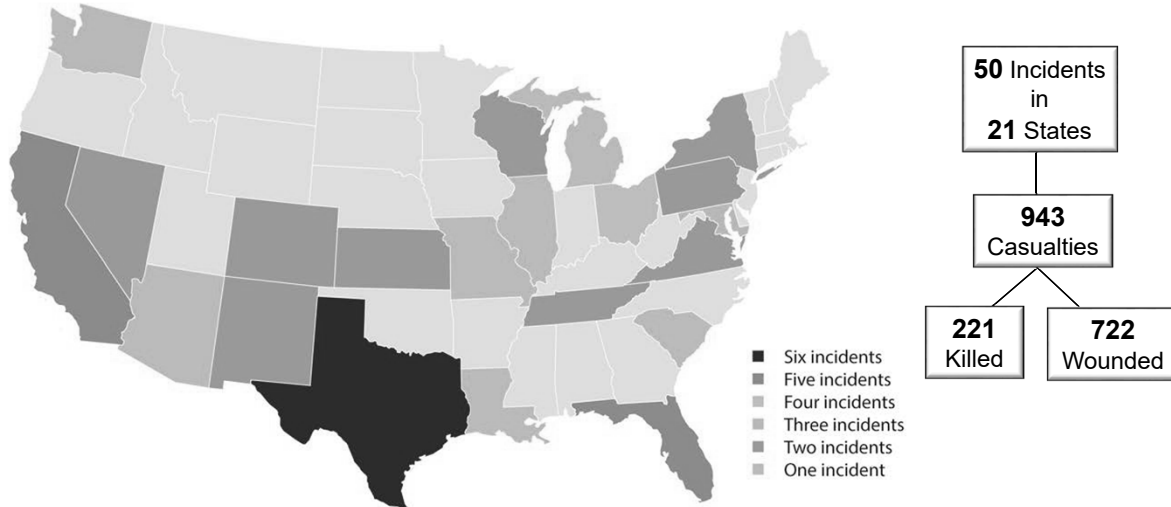 50 Incidents
in
21 States
943
Casualties
221
Killed
722
Wounded
Six incidents
Five incidents
Four incidents
Three incidents
Two incidents
One incident